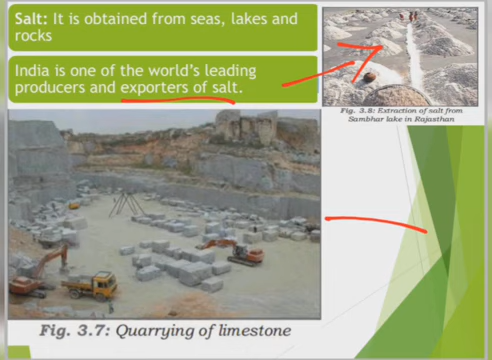 Salt: It is obtained from seas, lakes and
rocks
India is one of the world's leading
producers and exporters of salt.
Fig. 3.8: Extraction of salt from
Sambhar lake in Rajasthan
Fig. 3.7: Quarrying of limestone